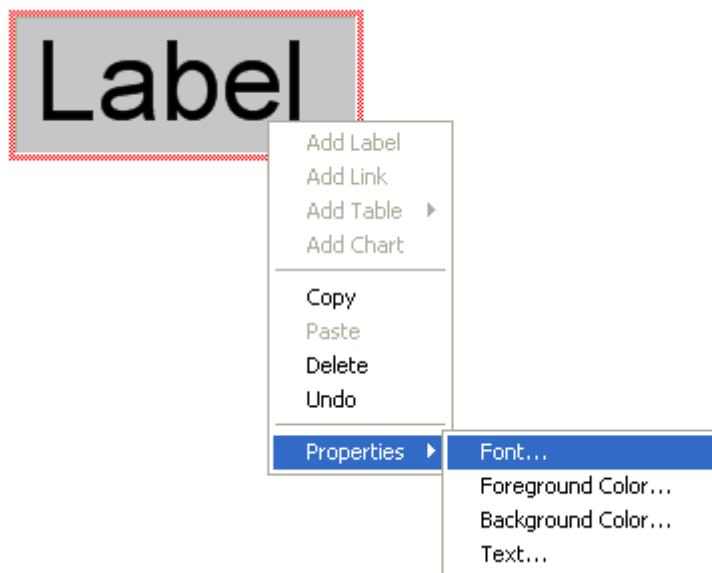 Label
Add Label
Add Link
Add Table
Add Chart
Copy
Paste
Delete
Undo
Properties
Font...
Foreground Color...
Background Color...
Text...